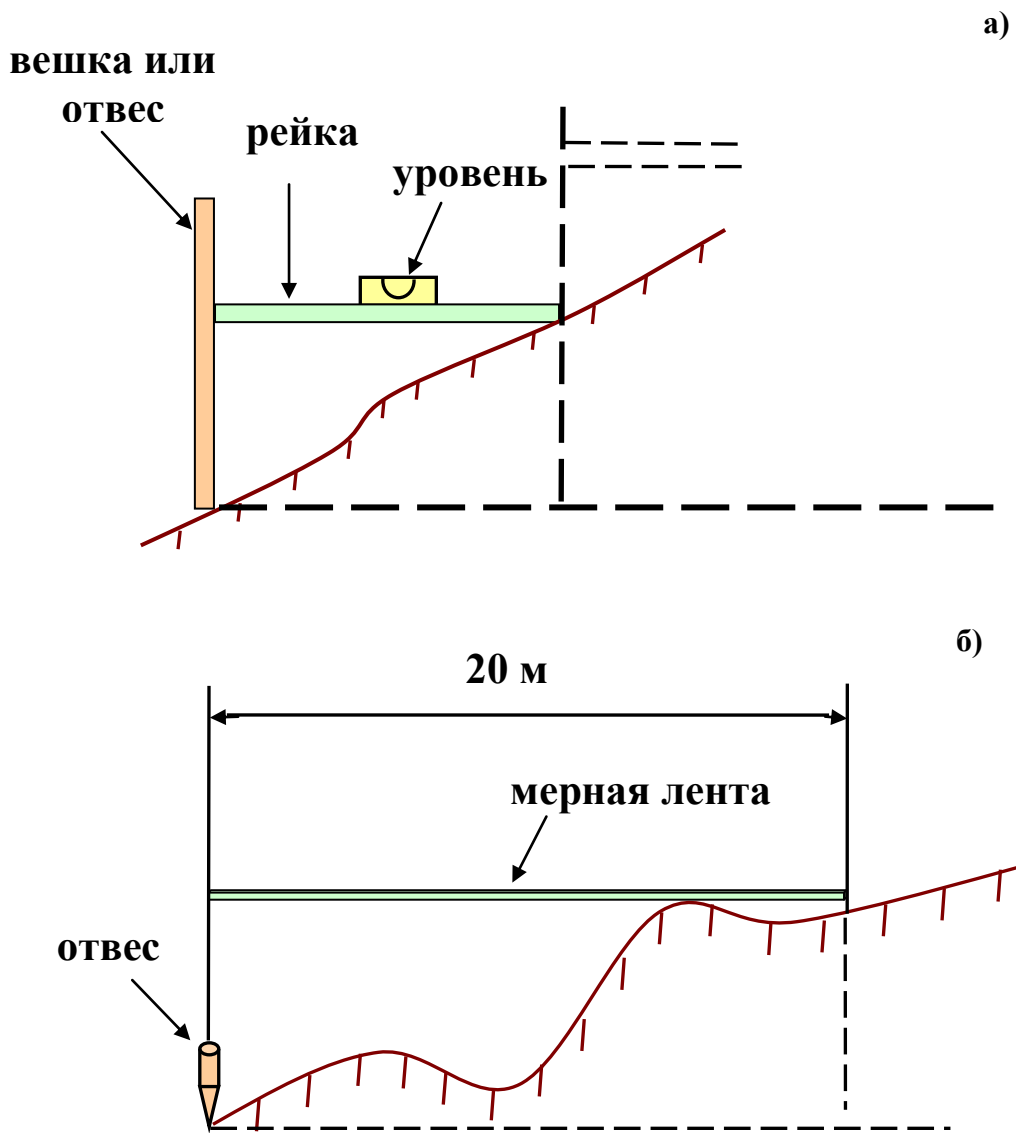 а)
вешка или
отвес
рейка
уровень
б)
20 м
мерная лента
отвес